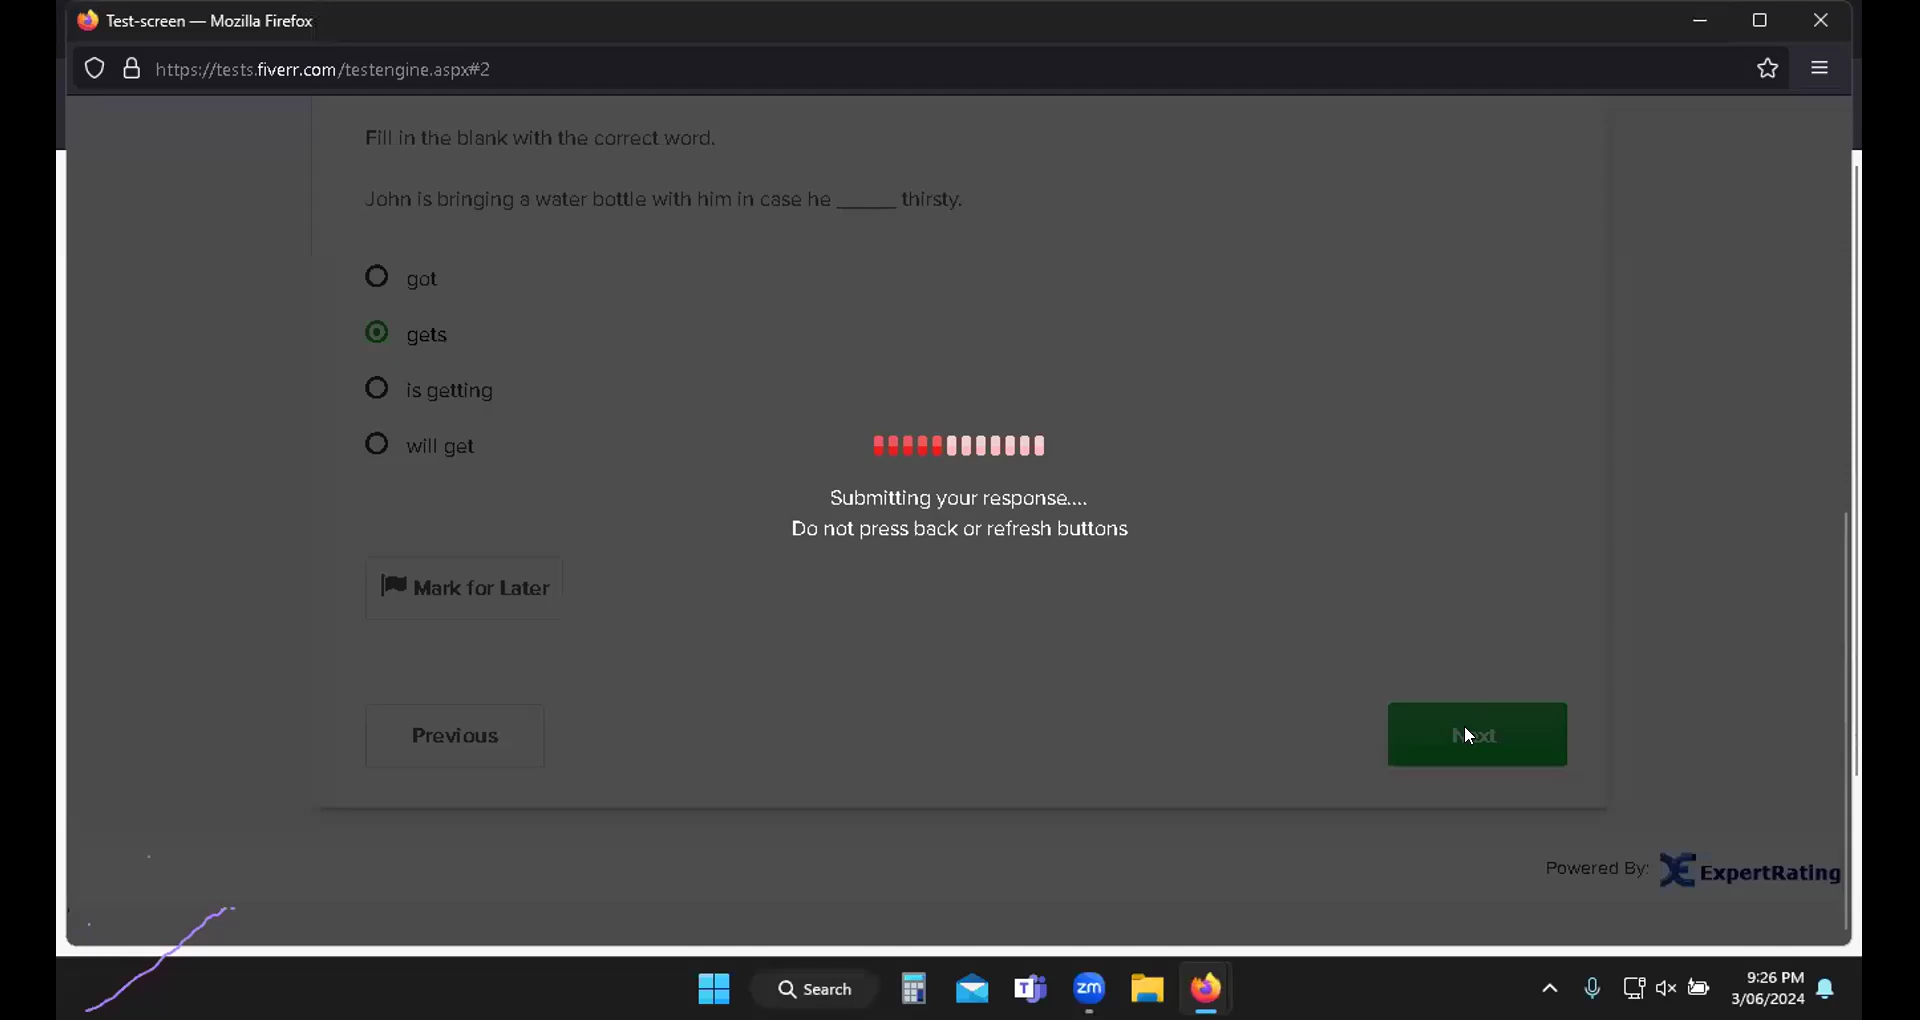 Test-screen — Mozilla Firefox
https://tests.fiverr.com/testengine.aspx#2
Fill in the blank with the correct word.
John is bringing a water bottle with him in case he ______ thirsty.
got
gets
is getting
will get
Submitting your response....
Do not press back or refresh buttons
Mark for Later
Previous
Next
Powered By: ExpertRating
Search
zm
T
9:26 PM
3/06/2024